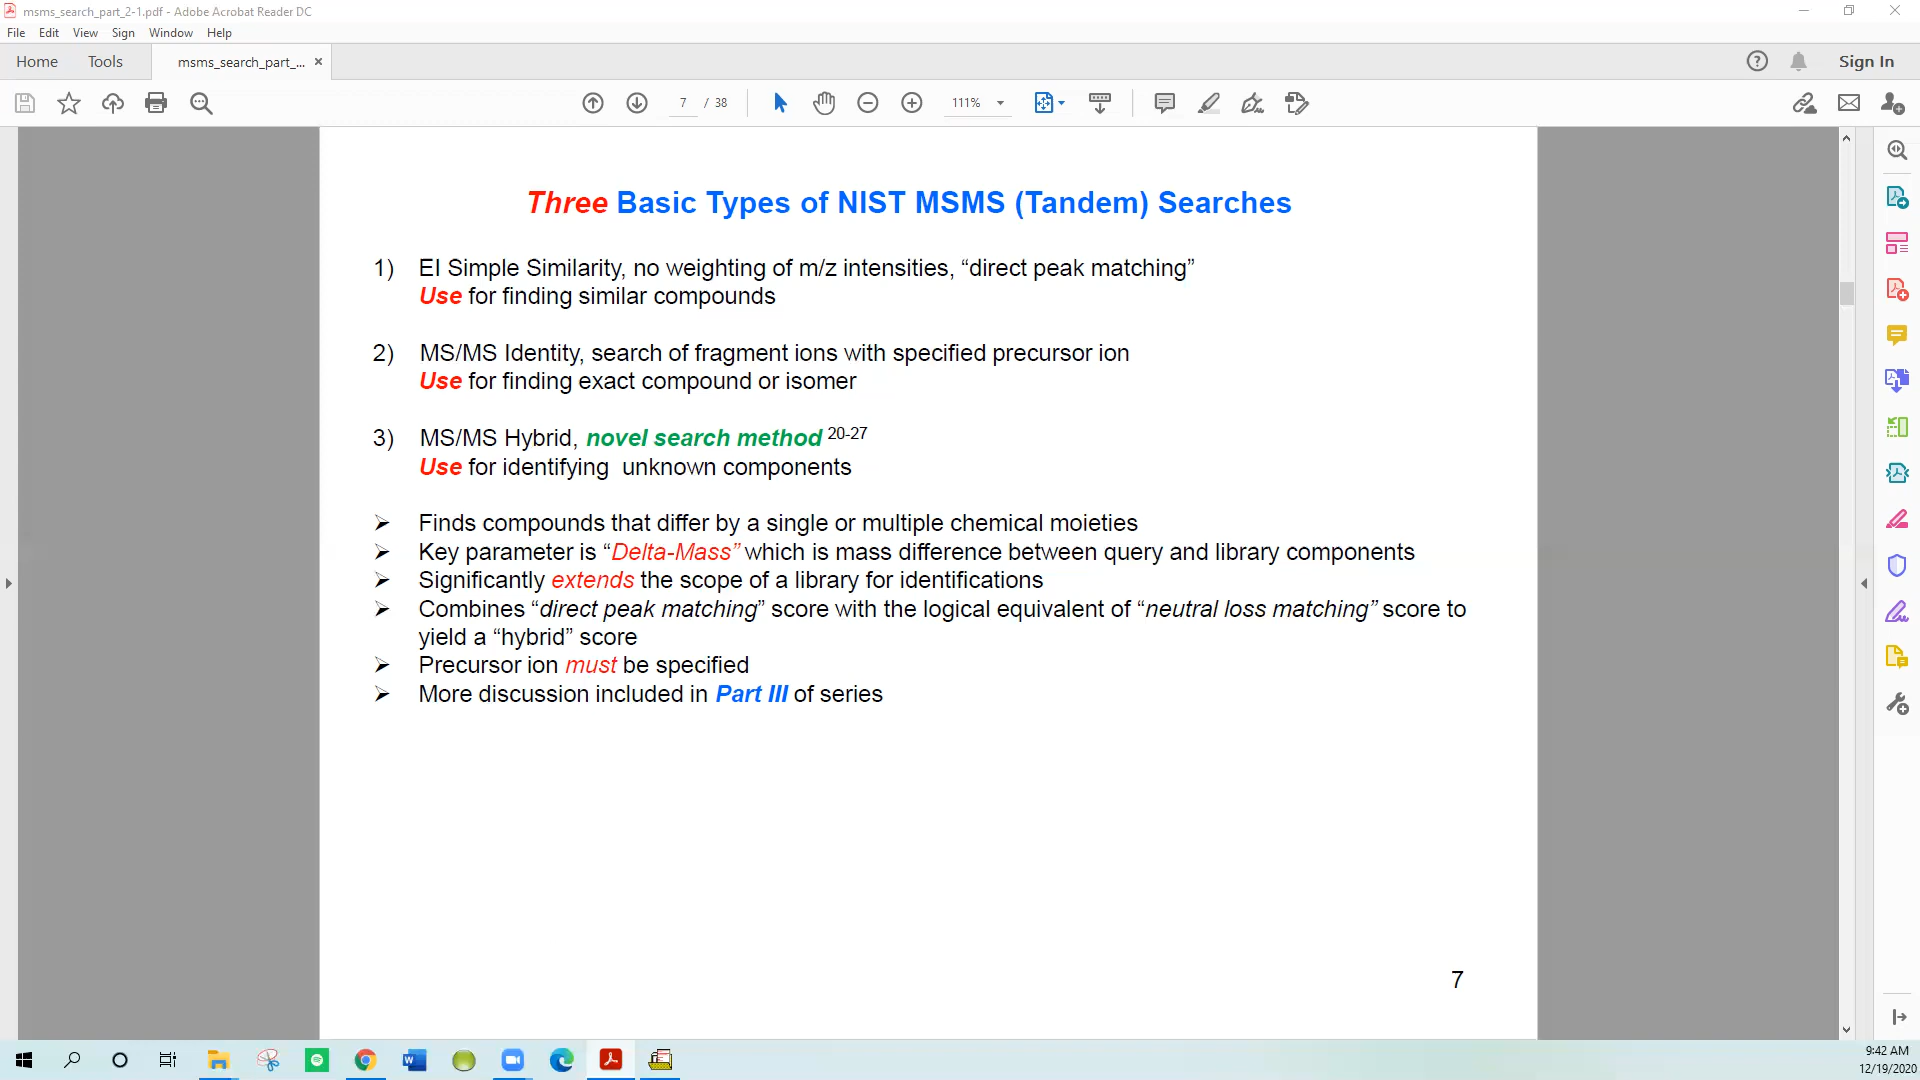 msms_search_part_2-1.pdf - Adobe Acrobat Reader DC
File Edit View Sign Window Help
Home Tools msms_search_part_... × Sign In
7 / 38 111%
Three Basic Types of NIST MSMS (Tandem) Searches
1) EI Simple Similarity, no weighting of m/z intensities, “direct peak matching”
Use for finding similar compounds
2) MS/MS Identity, search of fragment ions with specified precursor ion
Use for finding exact compound or isomer
3) MS/MS Hybrid, novel search method 20-27
Use for identifying unknown components
➢ Finds compounds that differ by a single or multiple chemical moieties
➢ Key parameter is “Delta-Mass” which is mass difference between query and library components
➢ Significantly extends the scope of a library for identifications
➢ Combines “direct peak matching” score with the logical equivalent of “neutral loss matching” score to
yield a “hybrid” score
➢ Precursor ion must be specified
➢ More discussion included in Part III of series
7
9:42 AM
12/19/2020